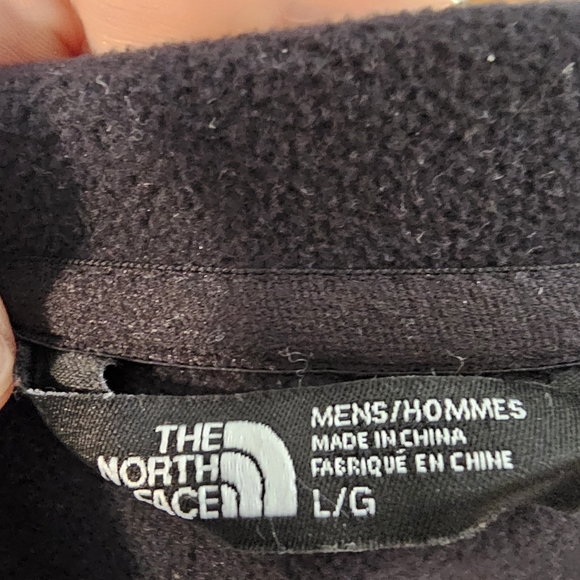 THE
NORTH
FACE
MENS/HOMMES
MADE IN CHINA
FABRIQUÉ EN CHINE
L/G